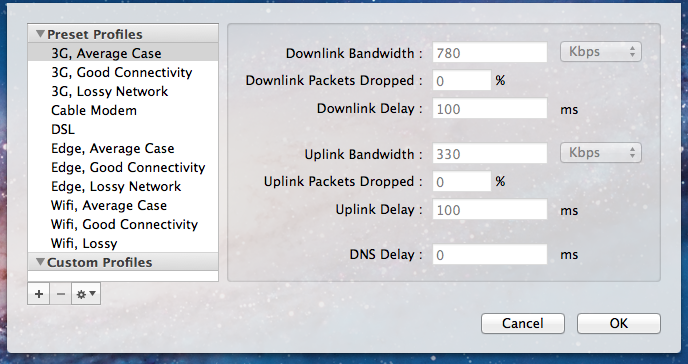 Preset Profiles
3G, Average Case
3G, Good Connectivity
3G, Lossy Network
Cable Modem
DSL
Edge, Average Case
Edge, Good Connectivity
Edge, Lossy Network
Wifi, Average Case
Wifi, Good Connectivity
Wifi, Lossy
Custom Profiles
Downlink Bandwidth : 780 Kbps
Downlink Packets Dropped : 0 %
Downlink Delay : 100 ms
Uplink Bandwidth : 330 Kbps
Uplink Packets Dropped : 0 %
Uplink Delay : 100 ms
DNS Delay : 0 ms
Cancel OK